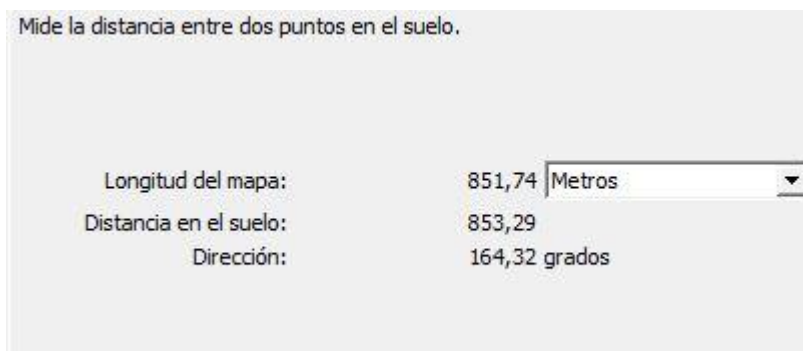 Mide la distancia entre dos puntos en el suelo.
Longitud del mapa: 851,74 Metros
Distancia en el suelo: 853,29
Dirección: 164,32 grados